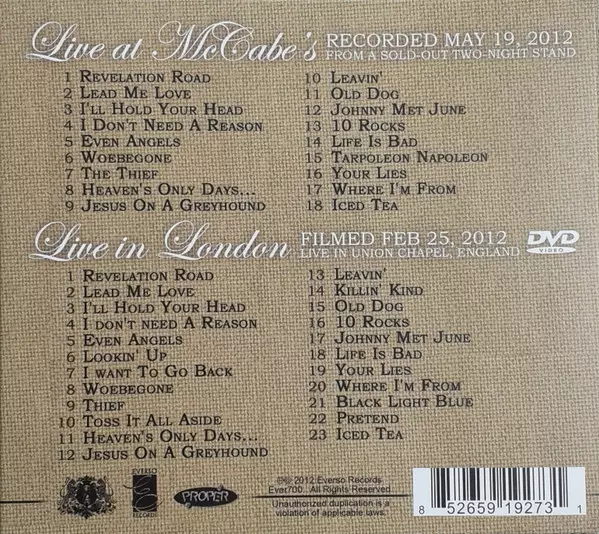 Live at McCabe's RECORDED MAY 19, 2012
FROM A SOLD-OUT TWO-NIGHT STAND
1 REVELATION ROAD
2 LEAD ME LOVE
3 I'LL HOLD YOUR HEAD
4 I DON'T NEED A REASON
5 EVEN ANGELS
6 WOEBEGONE
7 THE THIEF
8 HEAVEN'S ONLY DAYS...
9 JESUS ON A GREYHOUND
10 LEAVIN'
11 OLD DOG
12 JOHNNY MET JUNE
13 10 ROCKS
14 LIFE IS BAD
15 TARPOLEON NAPOLEON
16 YOUR LIES
17 WHERE I'M FROM
18 ICED TEA
Live in London FILMED FEB 25, 2012
LIVE IN UNION CHAPEL, ENGLAND
DVD
VIDEO
1 REVELATION ROAD
2 LEAD ME LOVE
3 I'LL HOLD YOUR HEAD
4 I DON'T NEED A REASON
5 EVEN ANGELS
6 LOOKIN' UP
7 I WANT TO GO BACK
8 WOEBEGONE
9 THIEF
10 TOSS IT ALL ASIDE
11 HEAVEN'S ONLY DAYS...
12 JESUS ON A GREYHOUND
13 LEAVIN'
14 KILLIN' KIND
15 OLD DOG
16 10 ROCKS
17 JOHNNY MET JUNE
18 LIFE IS BAD
19 YOUR LIES
20 WHERE I'M FROM
21 BLACK LIGHT BLUE
22 PRETEND
23 ICED TEA
EVERSO
RECORDS
PROPER
℗© 2012 Everso Records
Ever700. All Rights Reserved.
Unauthorized duplication is a
violation of applicable laws.
8 52659 19273 1